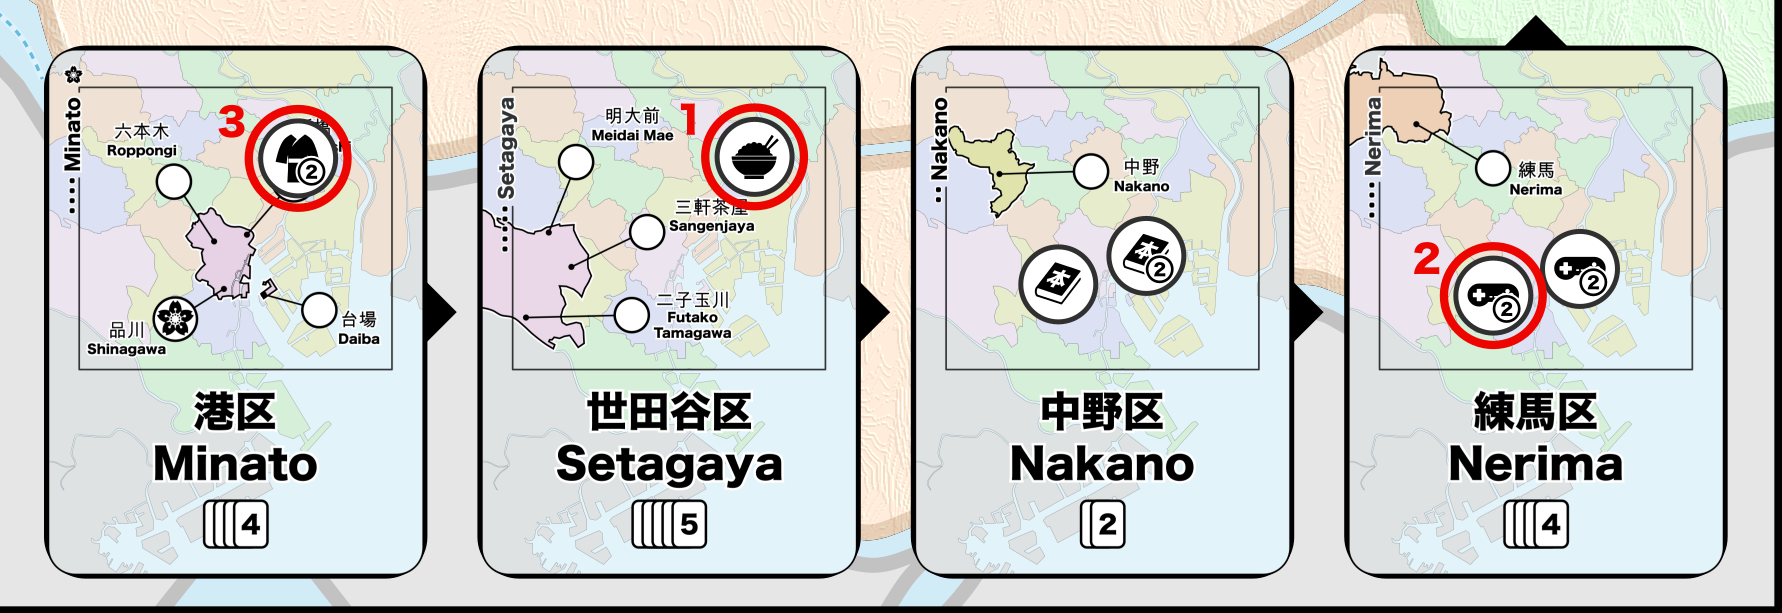 Minato
3
六本木
Roppongi
2
品川
Shinagawa
台場
Daiba
港区
Minato
4
Setagaya
明大前
Meidai Mae
1
三軒茶屋
Sangenjaya
二子玉川
Futako
Tamagawa
世田谷区
Setagaya
5
Nakano
中野
Nakano
本
本
2
中野区
Nakano
2
Nerima
練馬
Nerima
2
2
2
練馬区
Nerima
4